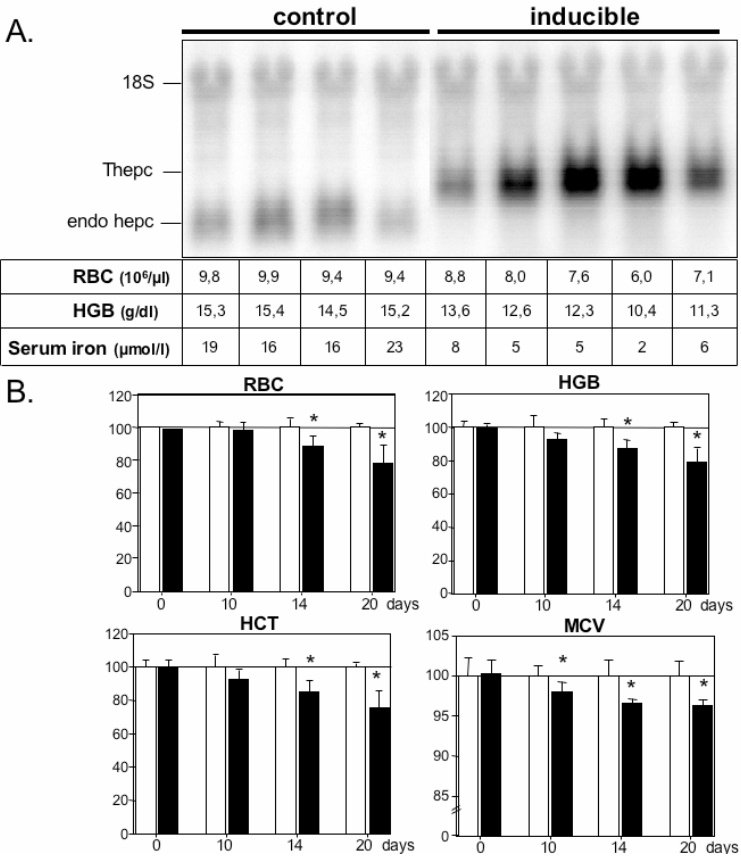 A.
control inducible
18S
Thepc
endo hepc
RBC (10⁶/µl) 9,8 9,9 9,4 9,4 8,8 8,0 7,6 6,0 7,1
HGB (g/dl) 15,3 15,4 14,5 15,2 13,6 12,6 12,3 10,4 11,3
Serum iron (µmol/l) 19 16 16 23 8 5 5 2 6
B.
RBC
120
100
80
60
40
20
0
* *
0 10 14 20 days
HGB
120
100
80
60
40
20
0
* *
0 10 14 20 days
HCT
120
100
80
60
40
20
0
* *
0 10 14 20 days
MCV
105
100
95
90
85
0
* * *
0 10 14 20 days